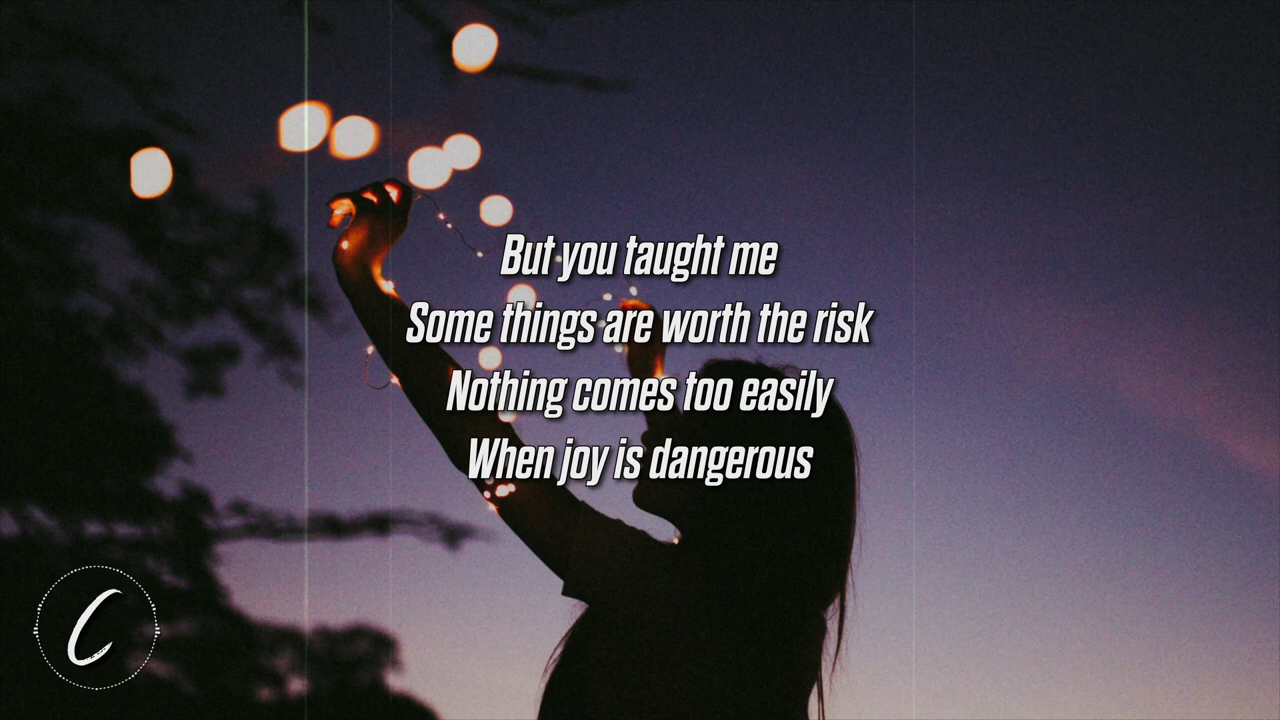 But you taught me
Some things are worth the risk
Nothing comes too easily
When joy is dangerous
C